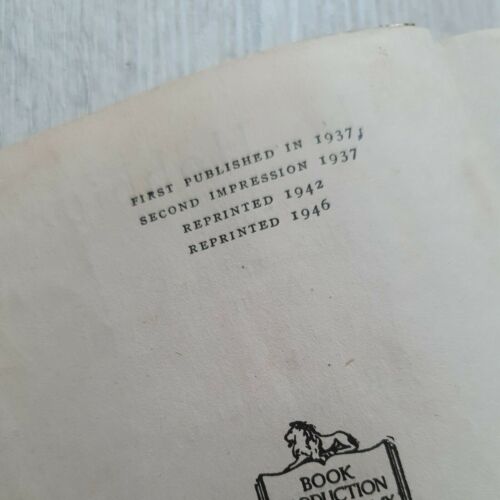 FIRST PUBLISHED IN 1937
SECOND IMPRESSION 1937
REPRINTED 1942
REPRINTED 1946
BOOK